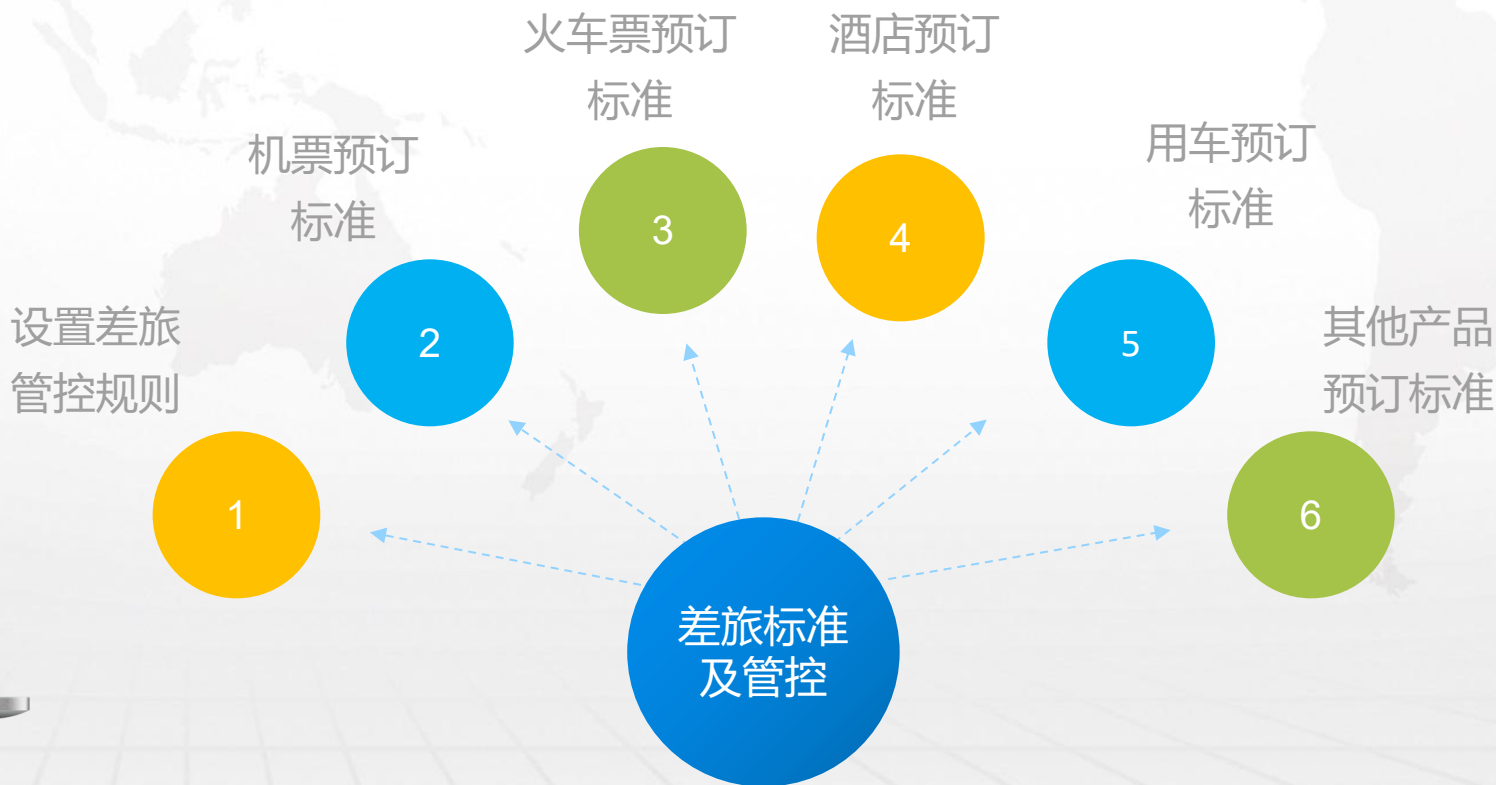 设置差旅
管控规则
1
机票预订
标准
2
火车票预订
标准
3
酒店预订
标准
4
用车预订
标准
5
其他产品
预订标准
6
差旅标准
及管控